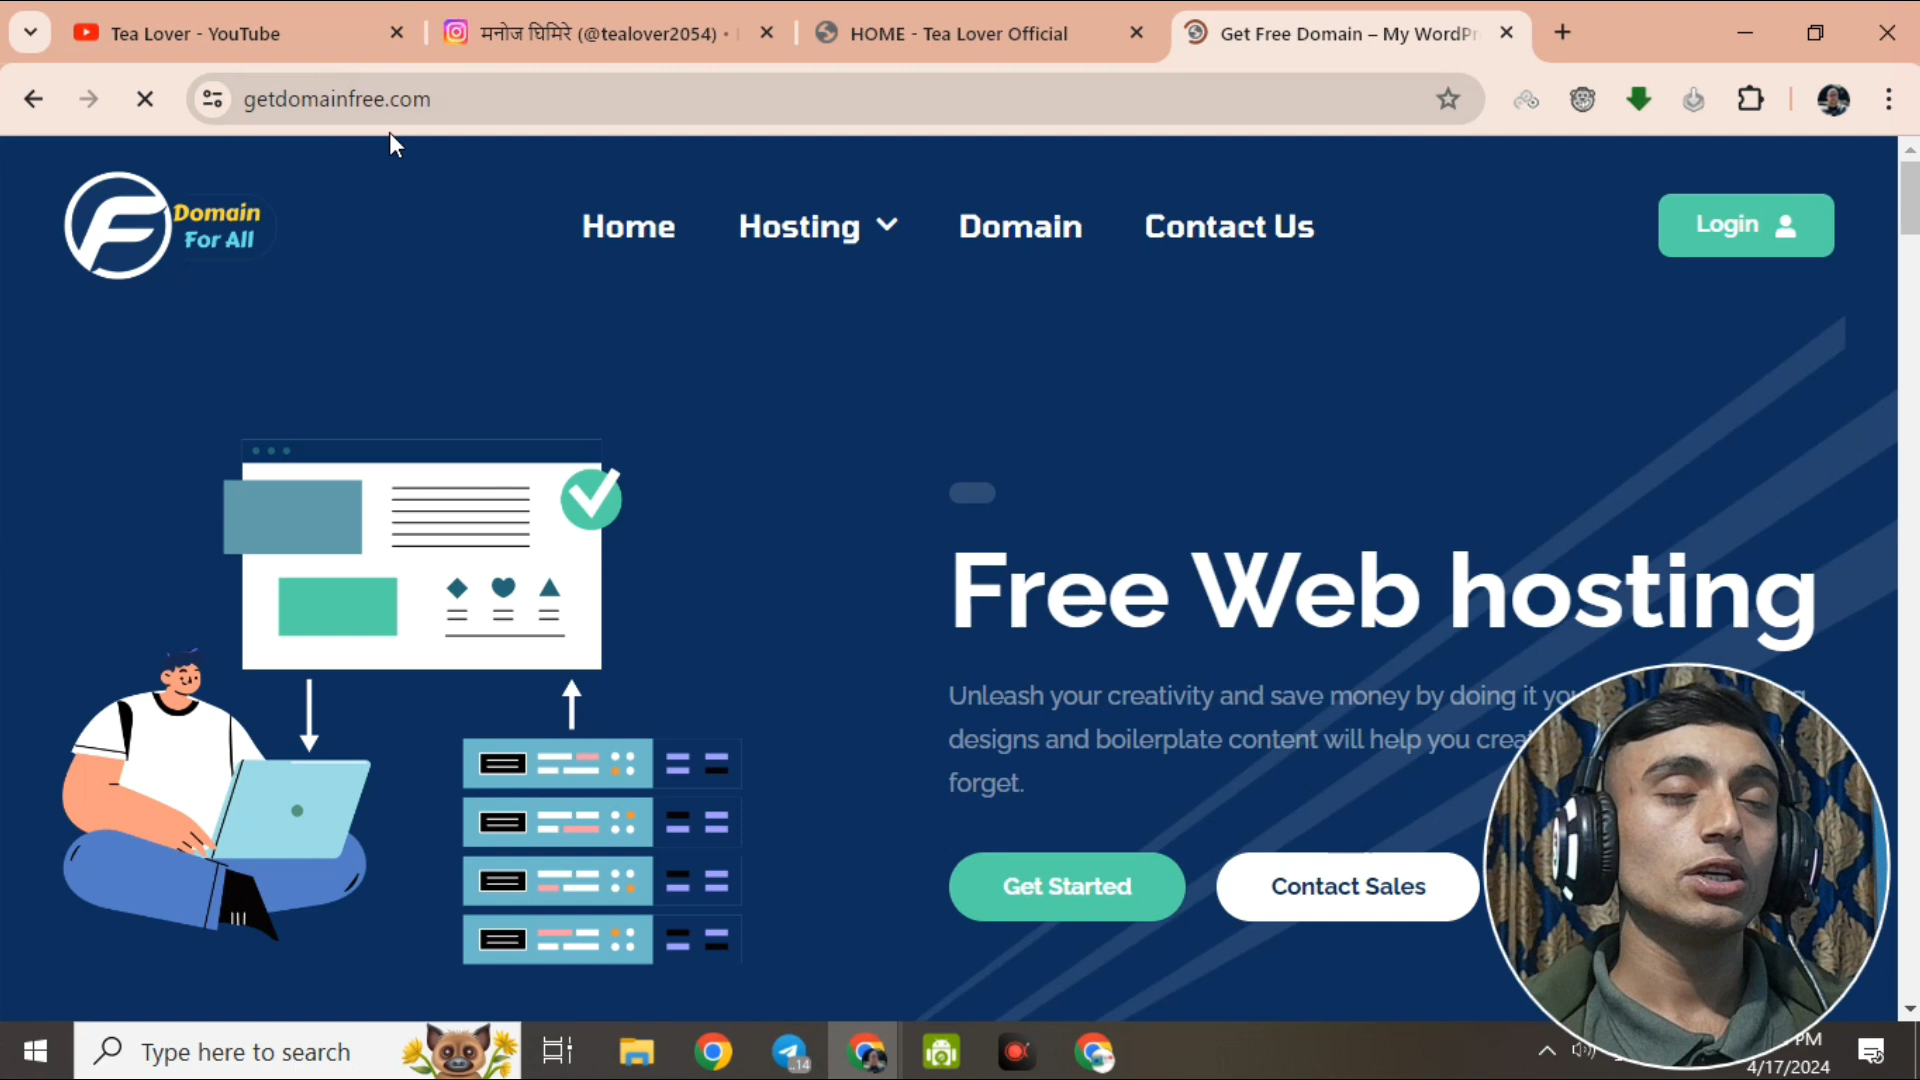 Tea Lover - YouTube
मनोज घिमिरे (@tealover2054) •
HOME - Tea Lover Official
Get Free Domain – My WordPr
getdomainfree.com
Domain
For All
Home
Hosting
Domain
Contact Us
Login
Free Web hosting
Unleash your creativity and save money by doing it
designs and boilerplate content will help you
forget.
Get Started
Contact Sales
Type here to search
..14
PM
4/17/2024